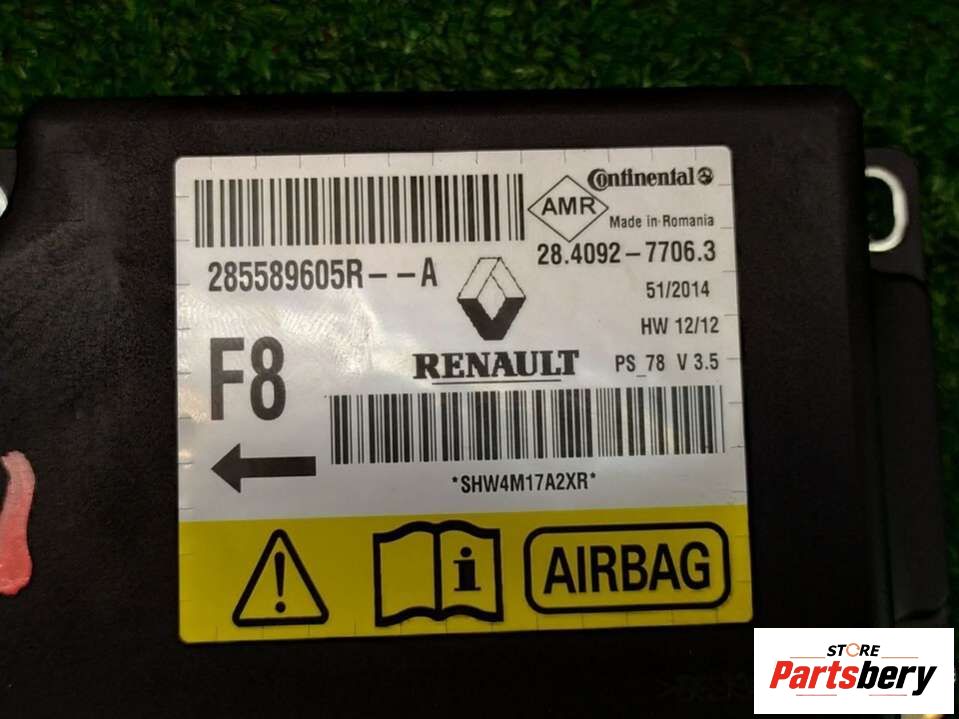 Continental
AMR
Made in Romania
285589605R--A
28.4092-7706.3
51/2014
HW 12/12
F8
RENAULT
PS_78 V 3.5
*SHW4M17A2XR*
i
AIRBAG
STORE
Partsbery